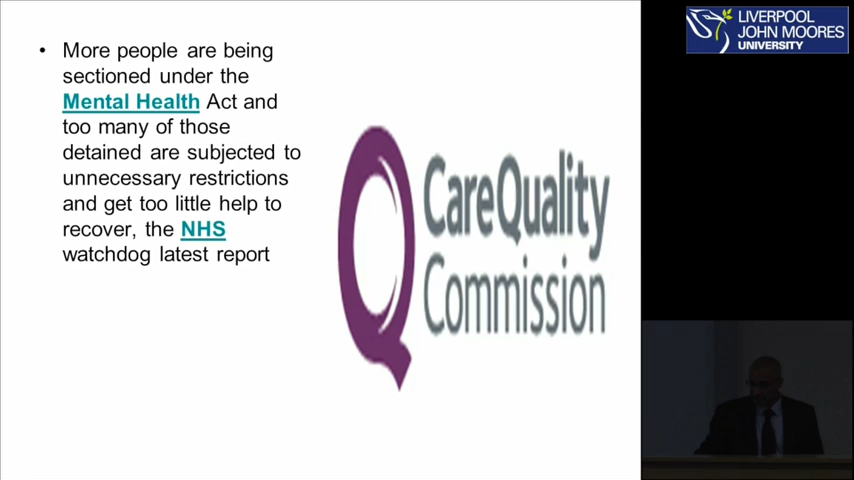 • More people are being
sectioned under the
Mental Health Act and
too many of those
detained are subjected to
unnecessary restrictions
and get too little help to
recover, the NHS
watchdog latest report
CareQuality
Commission
LIVERPOOL
JOHN MOORES
UNIVERSITY